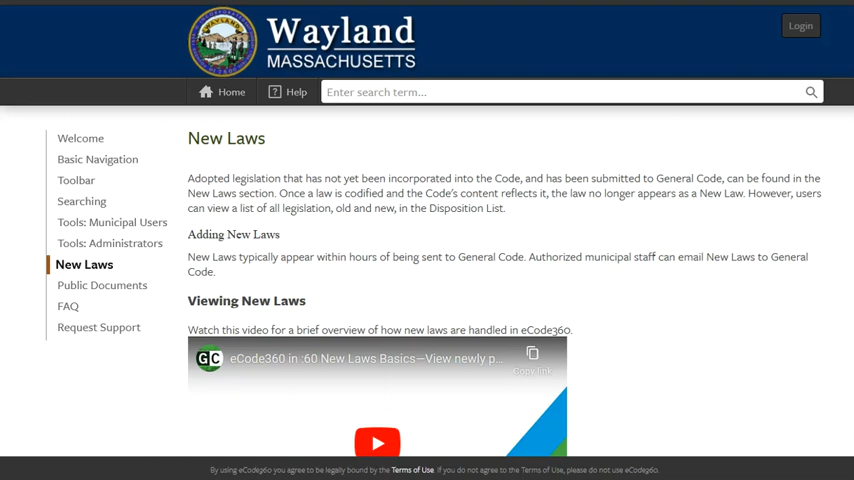 Wayland
MASSACHUSETTS
Login
Home
Help
Enter search term...
Welcome
Basic Navigation
Toolbar
Searching
Tools: Municipal Users
Tools: Administrators
New Laws
Public Documents
FAQ
Request Support
New Laws
Adopted legislation that has not yet been incorporated into the Code, and has been submitted to General Code, can be found in the
New Laws section. Once a law is codified and the Code's content reflects it, the law no longer appears as a New Law. However, users
can view a list of all legislation, old and new, in the Disposition List.
Adding New Laws
New Laws typically appear within hours of being sent to General Code. Authorized municipal staff can email New Laws to General
Code.
Viewing New Laws
Watch this video for a brief overview of how new laws are handled in eCode360.
GC
eCode360 in :60 New Laws Basics—View newly p...
Copy link
By using eCode360 you agree to be legally bound by the Terms of Use. If you do not agree to the Terms of Use, please do not use eCode360.